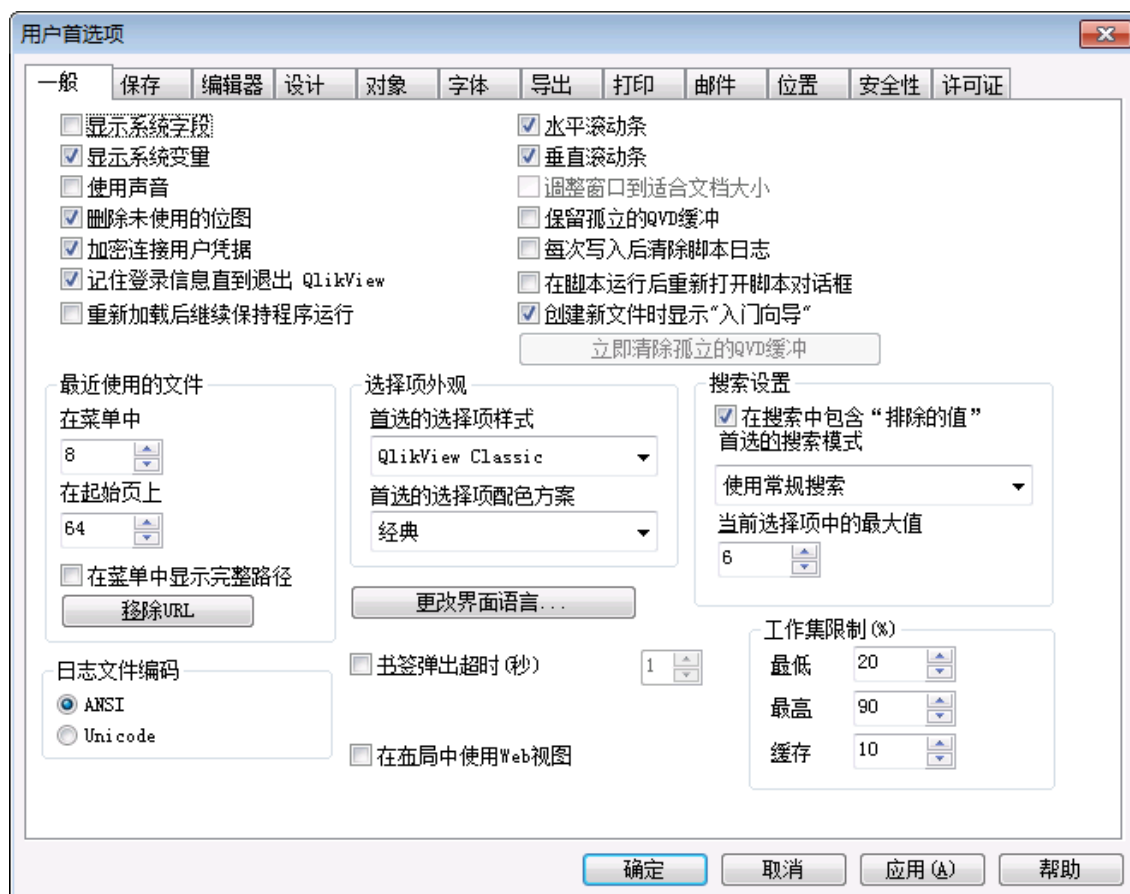 用户首选项
一般 保存 编辑器 设计 对象 字体 导出 打印 邮件 位置 安全性 许可证
显示系统字段
显示系统变量
使用声音
删除未使用的位图
加密连接用户凭据
记住登录信息直到退出 QlikView
重新加载后继续保持程序运行
水平滚动条
垂直滚动条
调整窗口到适合文档大小
保留孤立的QVD缓冲
每次写入后清除脚本日志
在脚本运行后重新打开脚本对话框
创建新文件时显示“入门向导”
立即清除孤立的QVD缓冲
最近使用的文件
在菜单中
8
在起始页上
64
在菜单中显示完整路径
移除URL
选择项外观
首选的选择项样式
QlikView Classic
首选的选择项配色方案
经典
更改界面语言...
搜索设置
在搜索中包含“排除的值”
首选的搜索模式
使用常规搜索
当前选择项中的最大值
6
日志文件编码
ANSI
Unicode
书签弹出超时(秒) 1
在布局中使用Web视图
工作集限制(%)
最低 20
最高 90
缓存 10
确定 取消 应用(A) 帮助